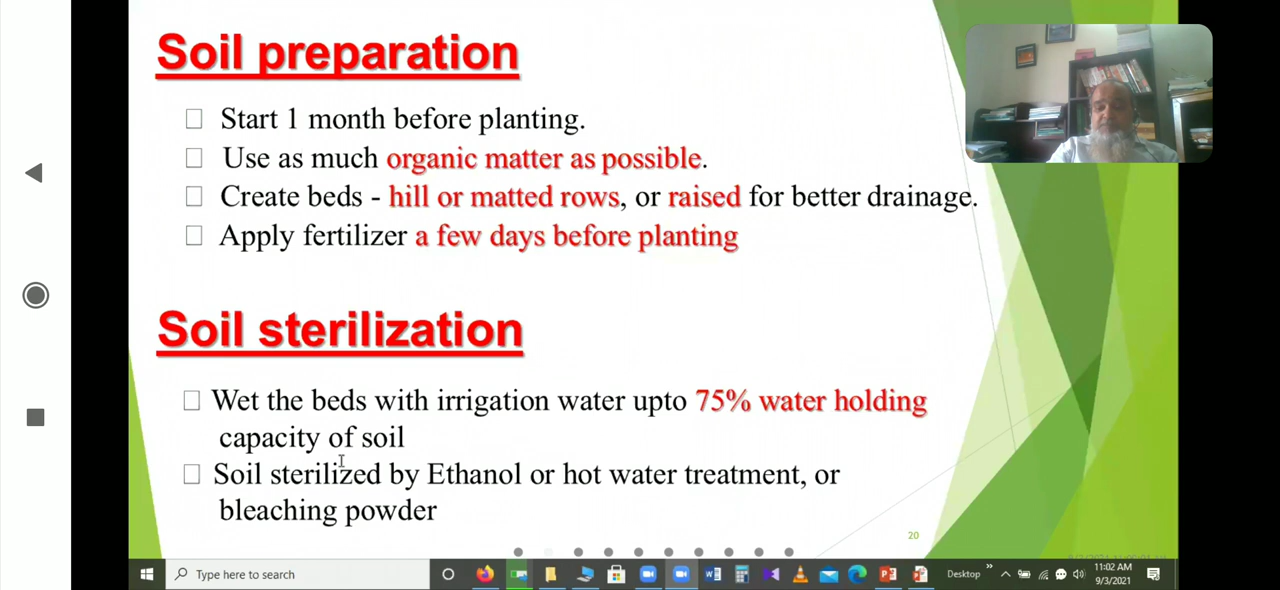 Soil preparation
Start 1 month before planting.
Use as much organic matter as possible.
Create beds - hill or matted rows, or raised for better drainage.
Apply fertilizer a few days before planting
Soil sterilization
Wet the beds with irrigation water upto 75% water holding
capacity of soil
Soil sterilized by Ethanol or hot water treatment, or
bleaching powder
20
Type here to search
Desktop
11:02 AM
9/3/2021